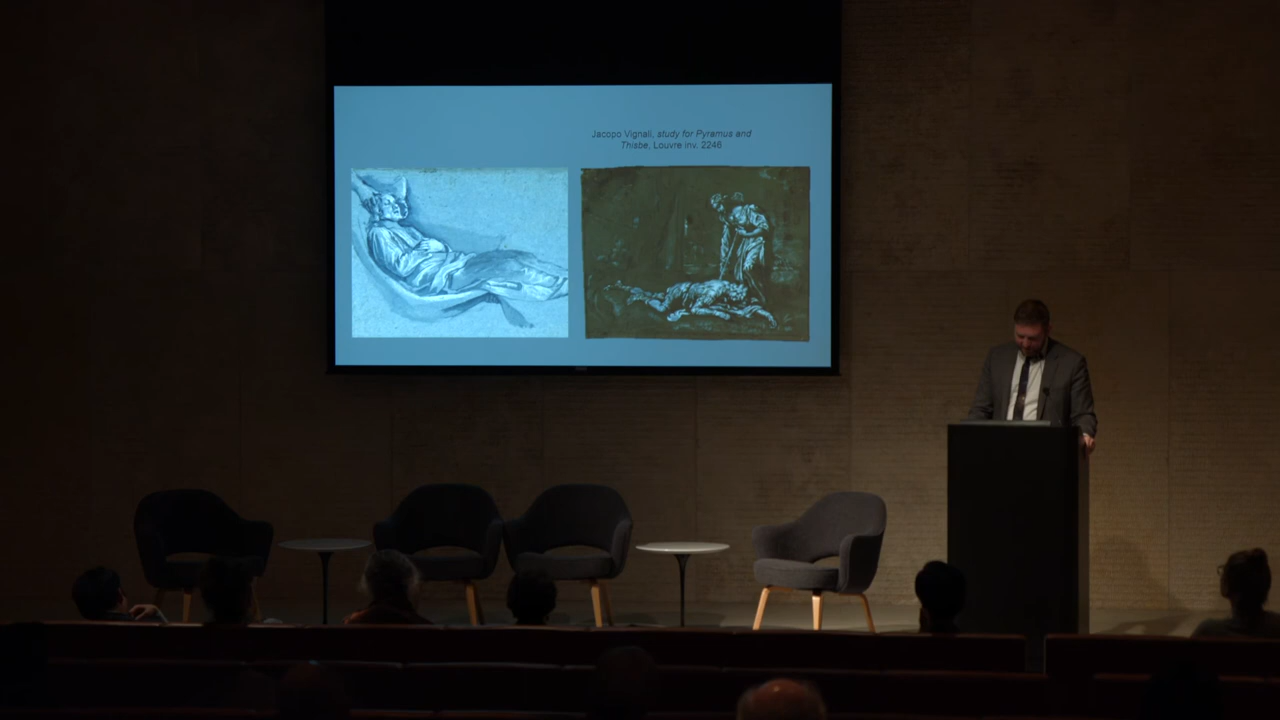 Jacopo Vignali, study for Pyramus and
Thisbe, Louvre inv. 2246